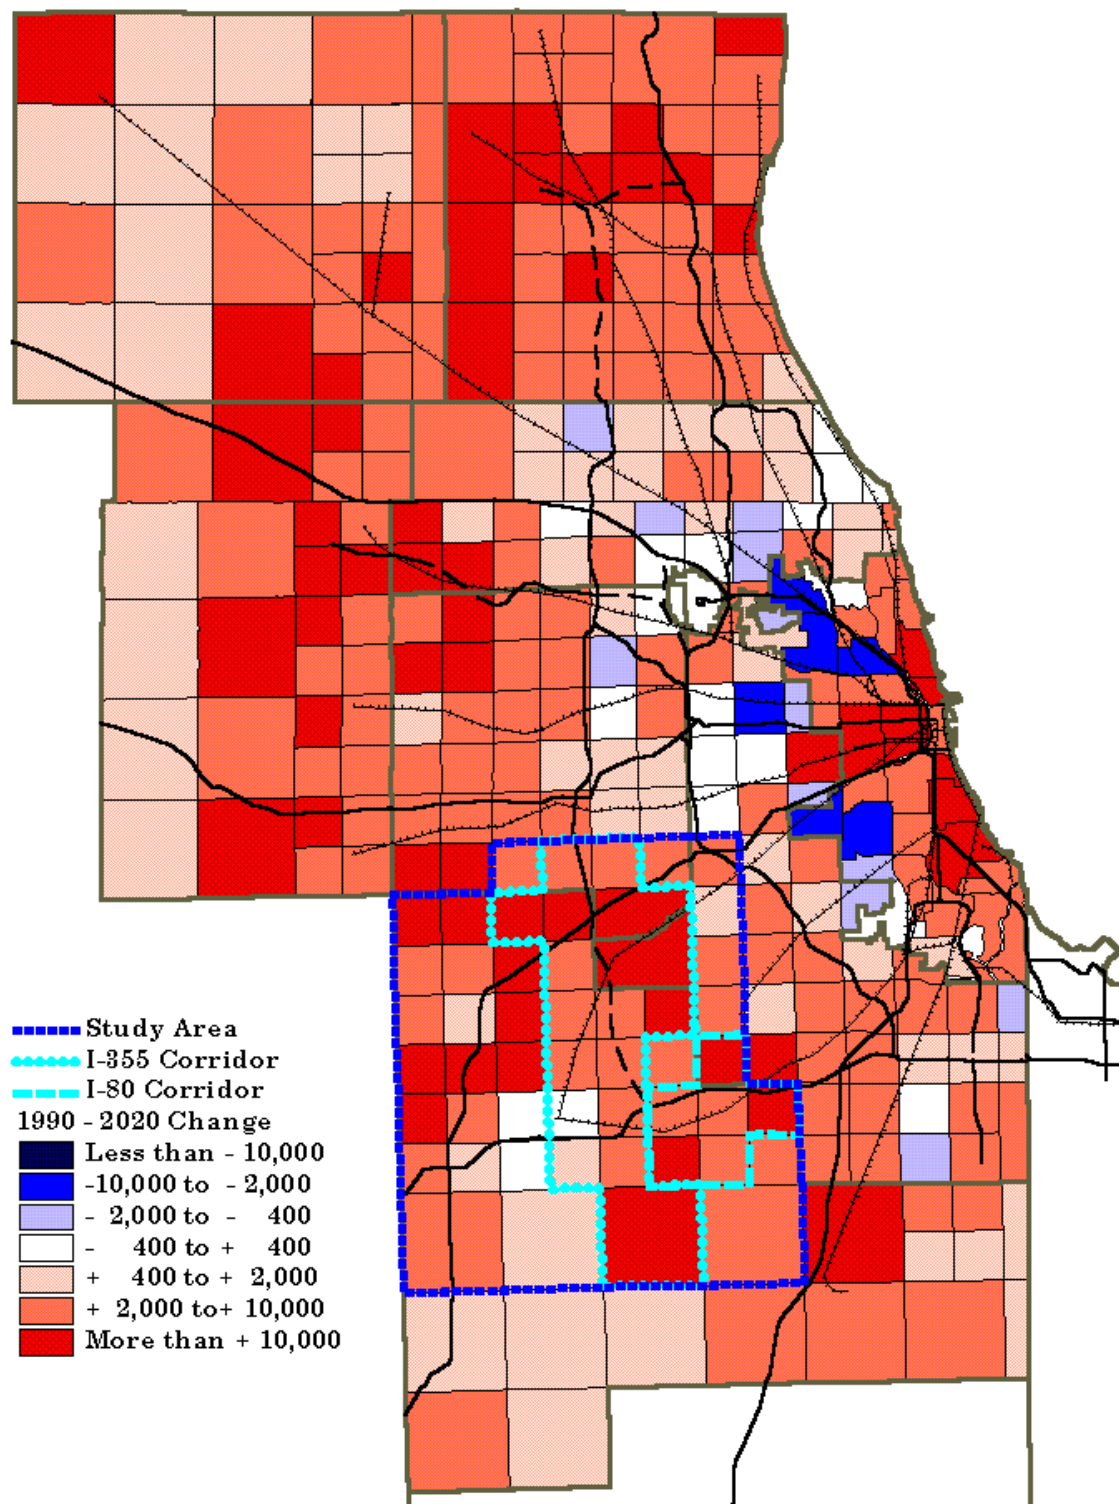 Study Area
I-355 Corridor
I-80 Corridor
1990 - 2020 Change
Less than - 10,000
-10,000 to - 2,000
- 2,000 to - 400
- 400 to + 400
+ 400 to + 2,000
+ 2,000 to+ 10,000
More than + 10,000